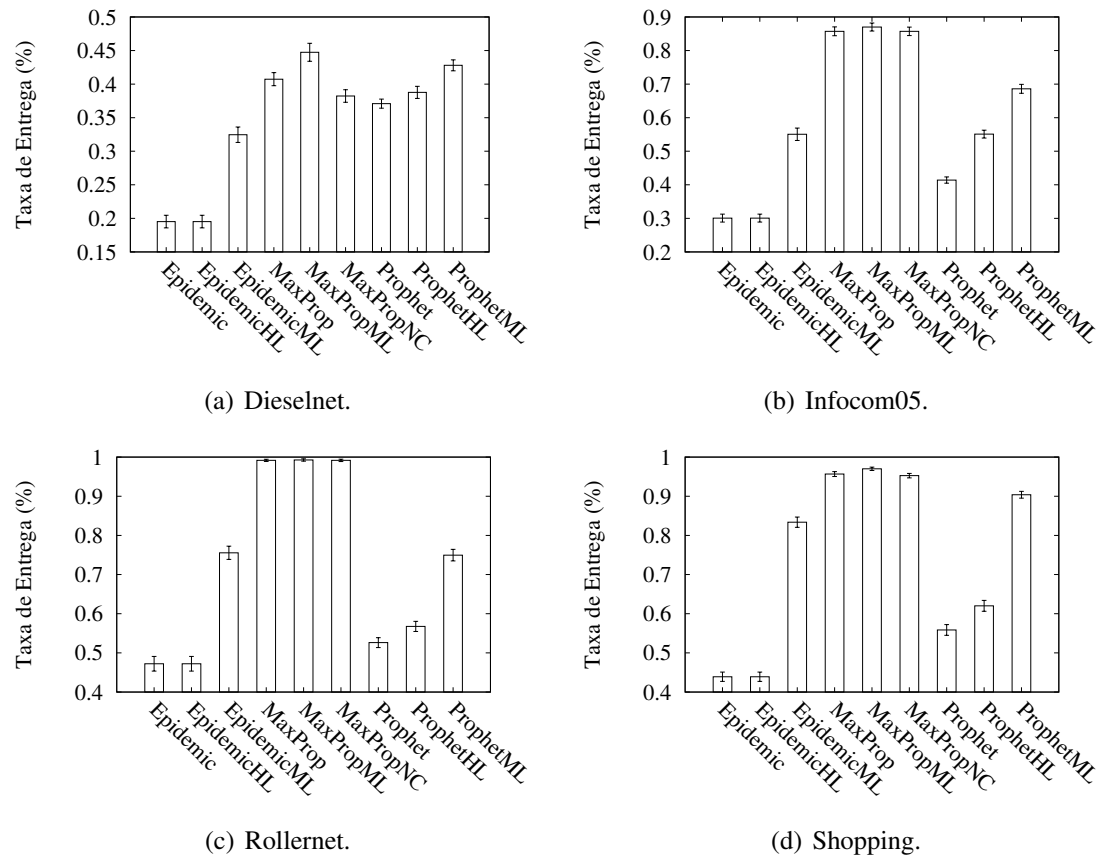 Taxa de Entrega (%)
0.5
0.45
0.4
0.35
0.3
0.25
0.2
0.15
Epidemic
EpidemicHL
EpidemicML
MaxProp
MaxPropML
MaxPropNC
Prophet
ProphetHL
ProphetML
(a) Dieselnet.
Taxa de Entrega (%)
0.9
0.8
0.7
0.6
0.5
0.4
0.3
0.2
Epidemic
EpidemicHL
EpidemicML
MaxProp
MaxPropML
MaxPropNC
Prophet
ProphetHL
ProphetML
(b) Infocom05.
Taxa de Entrega (%)
1
0.9
0.8
0.7
0.6
0.5
0.4
Epidemic
EpidemicHL
EpidemicML
MaxProp
MaxPropML
MaxPropNC
Prophet
ProphetHL
ProphetML
(c) Rollernet.
Taxa de Entrega (%)
1
0.9
0.8
0.7
0.6
0.5
0.4
Epidemic
EpidemicHL
EpidemicML
MaxProp
MaxPropML
MaxPropNC
Prophet
ProphetHL
ProphetML
(d) Shopping.